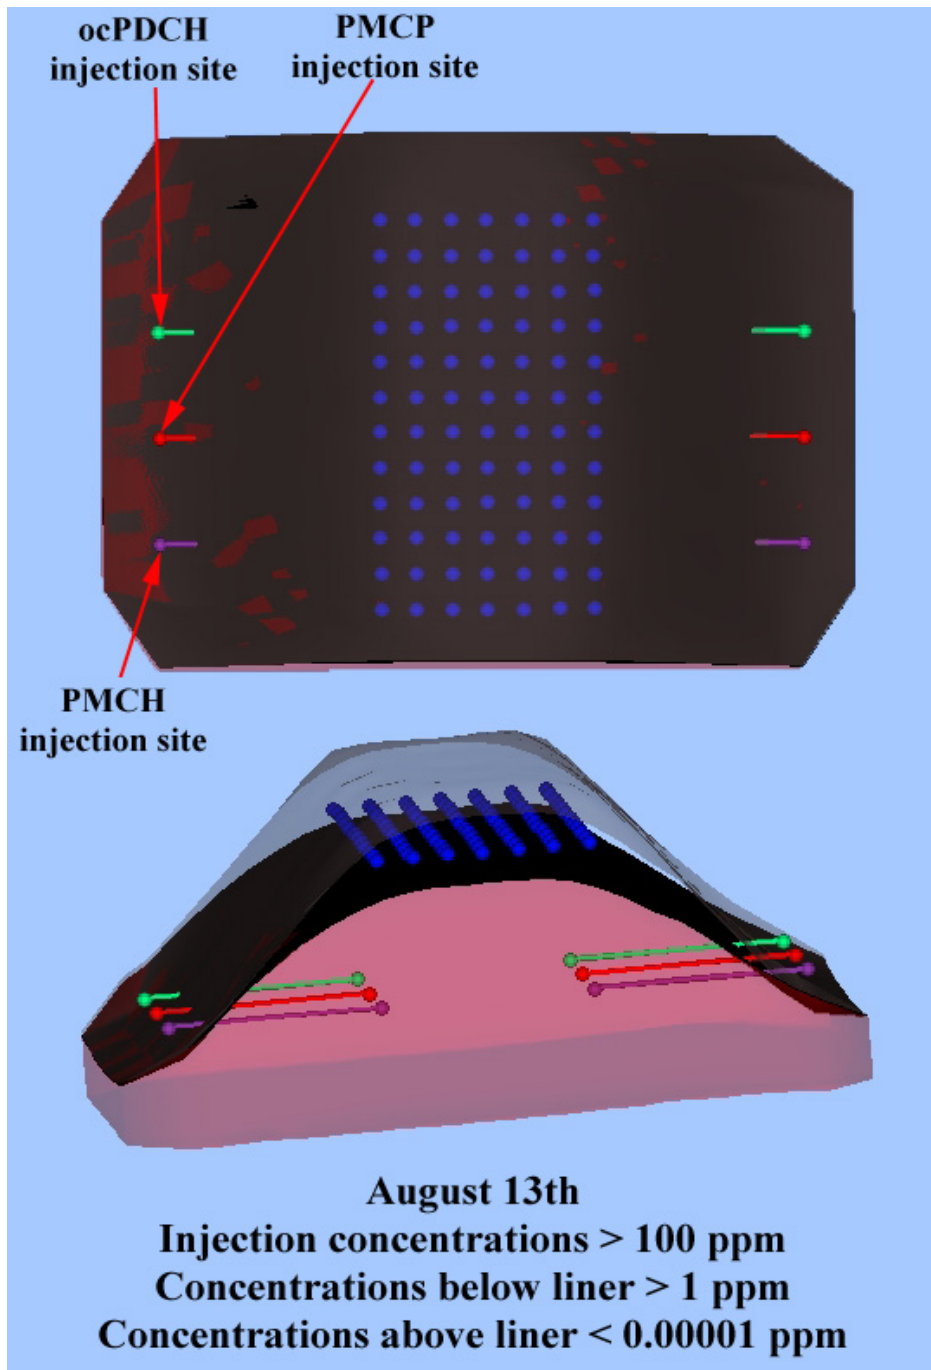 ocPDCH
injection site
PMCP
injection site
PMCH
injection site
August 13th
Injection concentrations > 100 ppm
Concentrations below liner > 1 ppm
Concentrations above liner < 0.00001 ppm